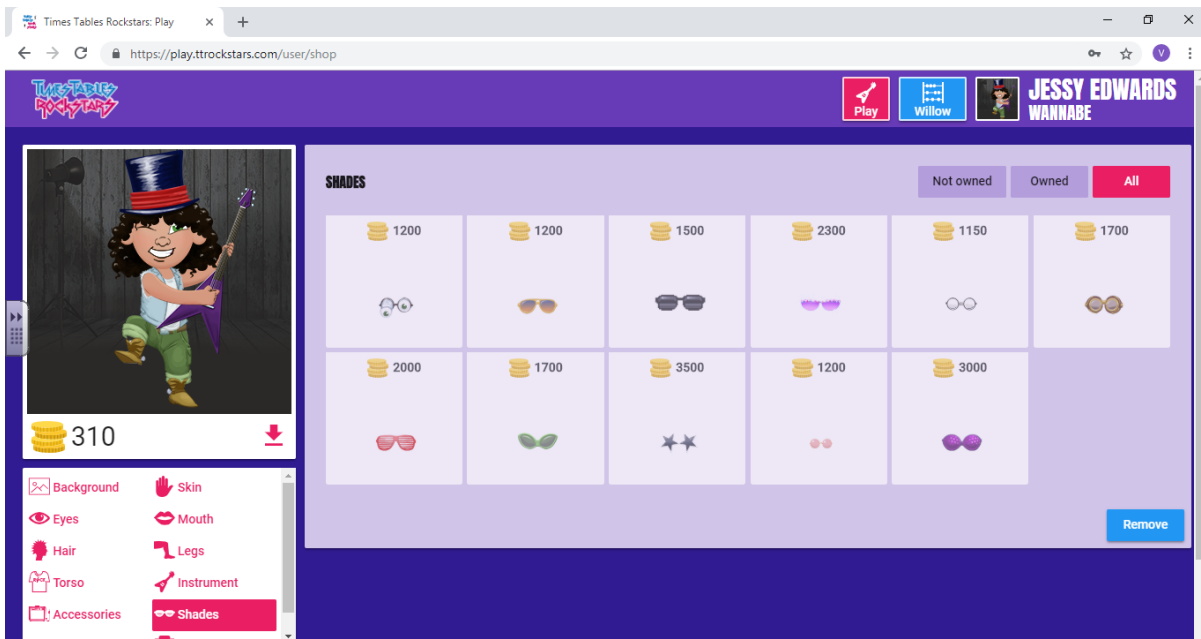 Times Tables Rockstars: Play
https://play.ttrockstars.com/user/shop
V
TIMES TABLES
ROCKSTARS
Play
Willow
JESSY EDWARDS
WANNABE
SHADES
Not owned
Owned
All
1200
1200
1500
2300
1150
1700
2000
1700
3500
1200
3000
310
Background
Skin
Eyes
Mouth
Hair
Legs
Torso
Instrument
Accessories
Shades
Remove